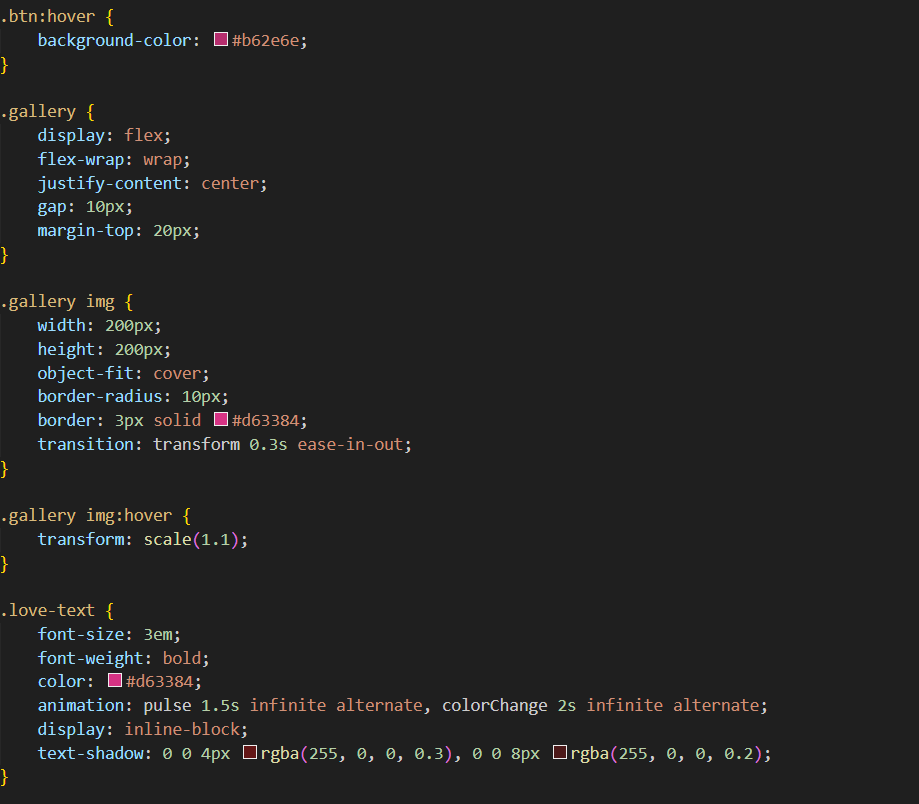 .btn:hover {
    background-color: #b62e6e;
}

.gallery {
    display: flex;
    flex-wrap: wrap;
    justify-content: center;
    gap: 10px;
    margin-top: 20px;
}

.gallery img {
    width: 200px;
    height: 200px;
    object-fit: cover;
    border-radius: 10px;
    border: 3px solid #d63384;
    transition: transform 0.3s ease-in-out;
}

.gallery img:hover {
    transform: scale(1.1);
}

.love-text {
    font-size: 3em;
    font-weight: bold;
    color: #d63384;
    animation: pulse 1.5s infinite alternate, colorChange 2s infinite alternate;
    display: inline-block;
    text-shadow: 0 0 4px rgba(255, 0, 0, 0.3), 0 0 8px rgba(255, 0, 0, 0.2);
}